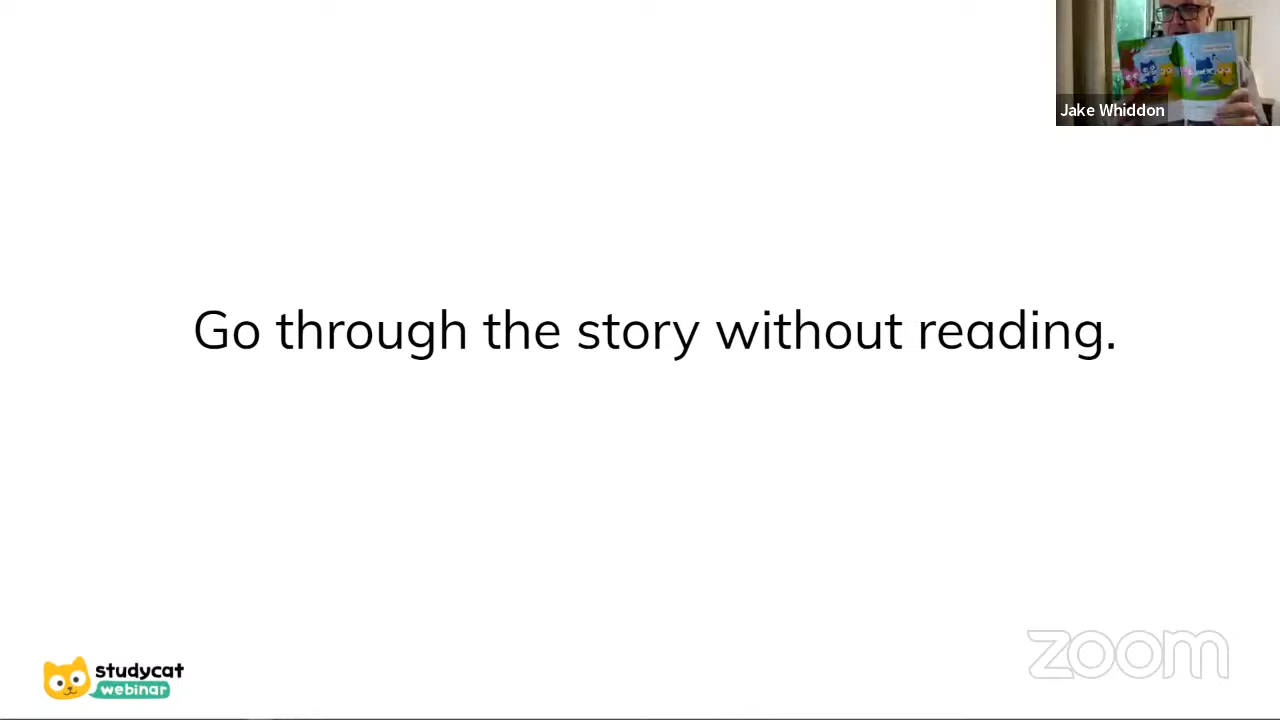 Jake Whiddon
Go through the story without reading.
studycat
webinar
zoom